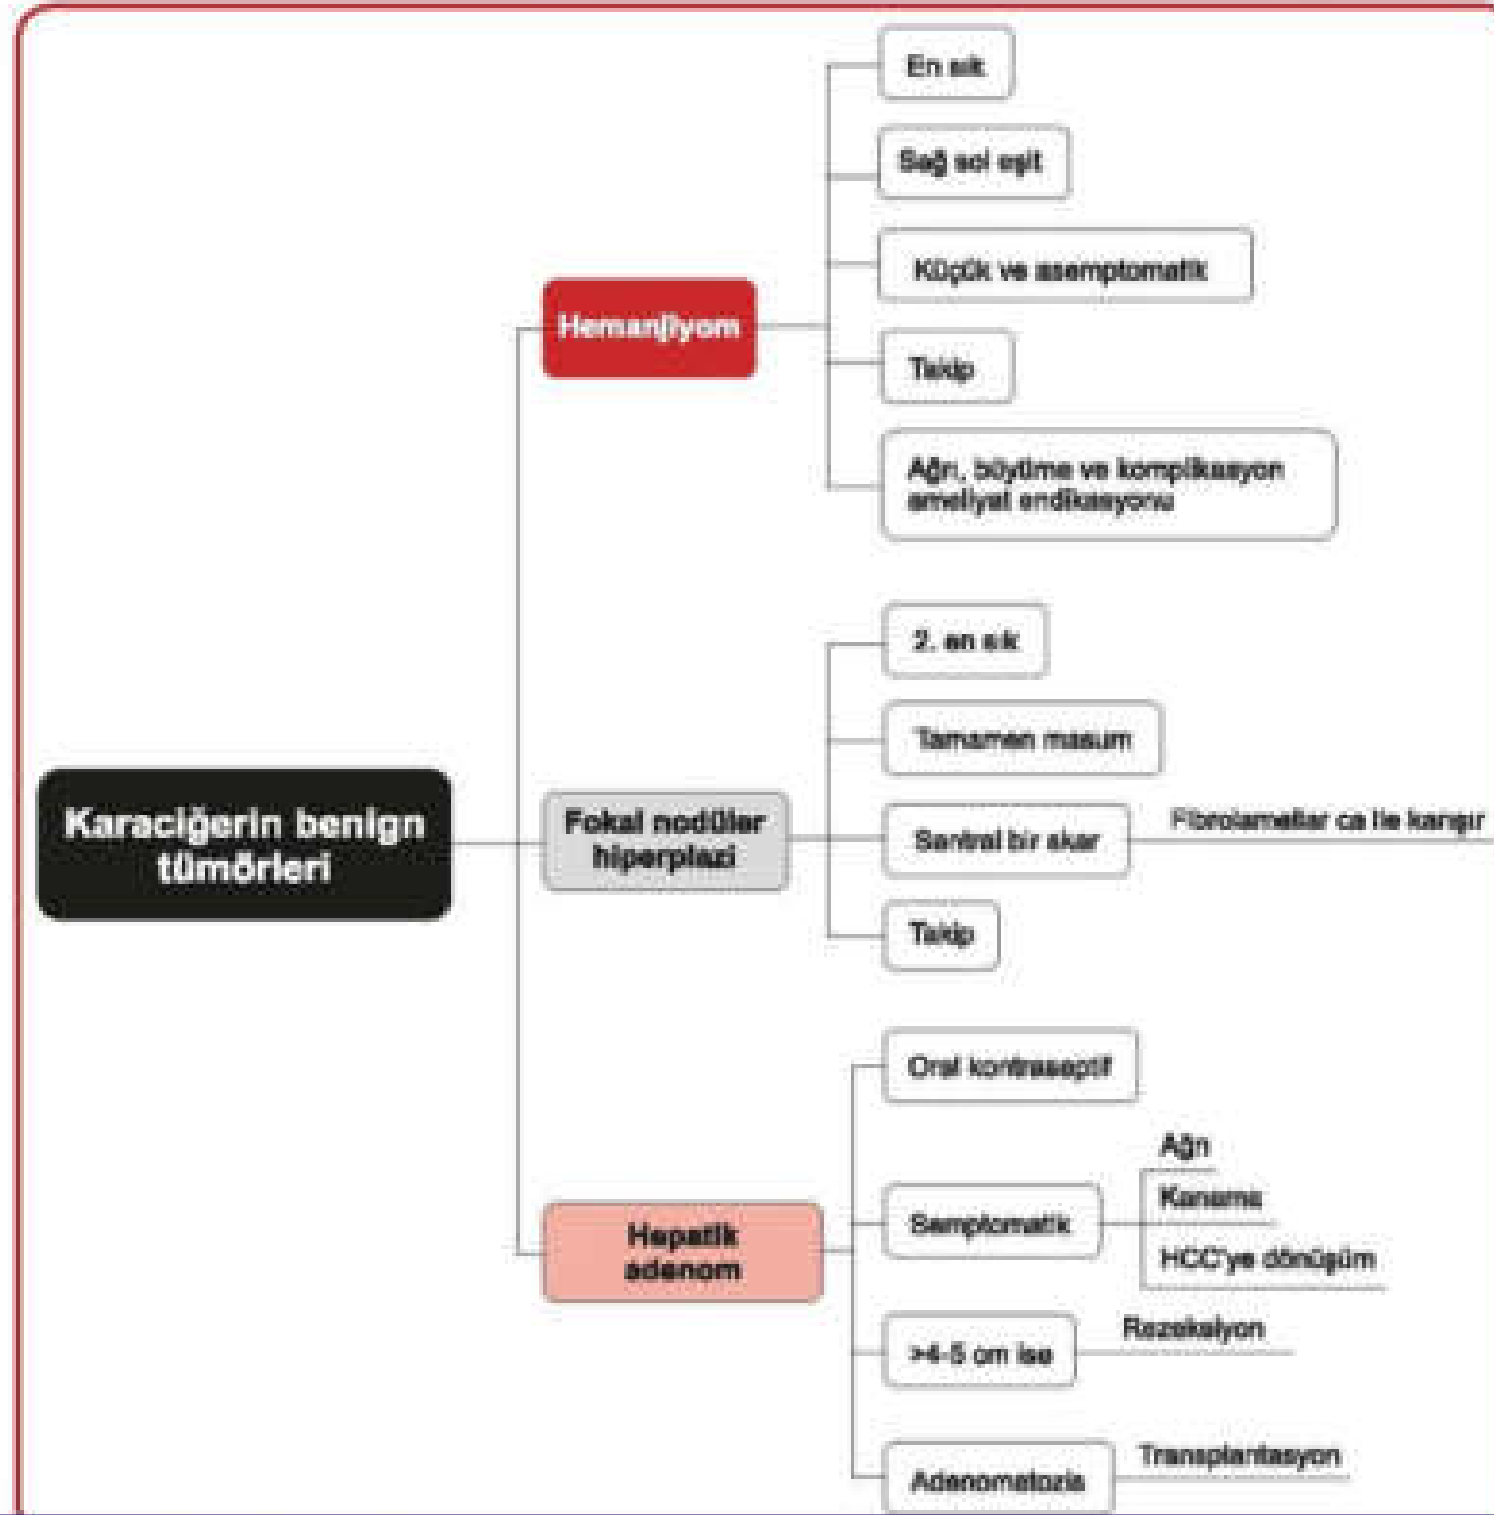 En sık
Sağ sol eşit
Küçük ve asemptomatik
Hemanjiyom
Takip
Ağrı, büyüme ve komplikasyon
ameliyat endikasyonu
2. en sık
Tamamen masum
Karaciğerin benign
tümörleri
Fokal nodüler
hiperplazi
Santral bir skar
Fibrolamellar ca ile karışır
Takip
Oral kontraseptif
Hepatik
adenom
Semptomatik
Ağrı
Kanama
HCC'ye dönüşüm
>4-5 cm ise
Rezeksiyon
Adenomatozis
Transplantasyon